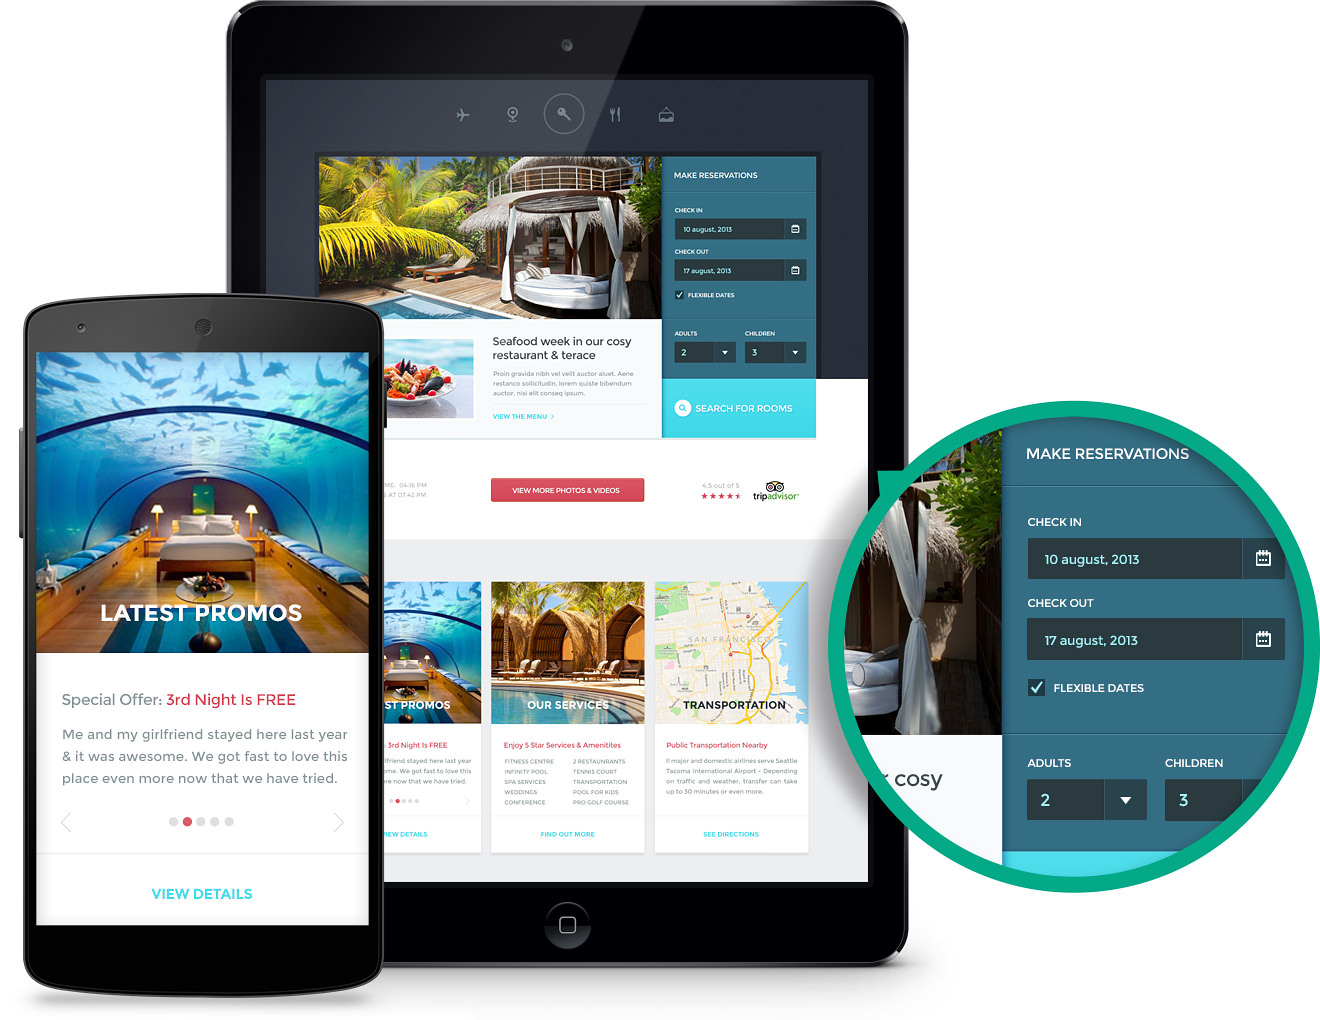 MAKE RESERVATIONS
CHECK IN
10 august, 2013
CHECK OUT
17 august, 2013
FLEXIBLE DATES
ADULTS
CHILDREN
2
3
SEARCH FOR ROOMS
Seafood week in our cosy
restaurant & terace
Proin gravida nibh vel velit auctor aluet. Aene
restanco sollicitudin, lorem quiste bibendum
auctor, nisi elit conseq ipsum.
VIEW THE MENU
ME: 04:16 PM
AT 07:42 PM
VIEW MORE PHOTOS & VIDEOS
4.5 out of 5
tripadvisor
ST PROMOS
3rd Night Is FREE
lfriend stayed here last year
me. We got fast to love this
re now that we have tried.
IEW DETAILS
OUR SERVICES
Enjoy 5 Star Services & Amenitites
FITNESS CENTRE
INFINITY POOL
SPA SERVICES
WEDDINGS
CONFERENCE
2 RESTAURANTS
TENNIS COURT
TRANSPORTATION
POOL FOR KIDS
PRO GOLF COURSE
FIND OUT MORE
SAN FRANCISCO
TRANSPORTATION
Public Transportation Nearby
ll major and domestic airlines serve Seattle
Tacoma International Airport - Depending
on traffic and weather, transfer can take
up to 30 minutes or even more.
SEE DIRECTIONS
LATEST PROMOS
Special Offer: 3rd Night Is FREE
Me and my girlfriend stayed here last year
& it was awesome. We got fast to love this
place even more now that we have tried.
VIEW DETAILS
MAKE RESERVATIONS
CHECK IN
10 august, 2013
CHECK OUT
17 august, 2013
FLEXIBLE DATES
cosy
ADULTS
CHILDREN
2
3